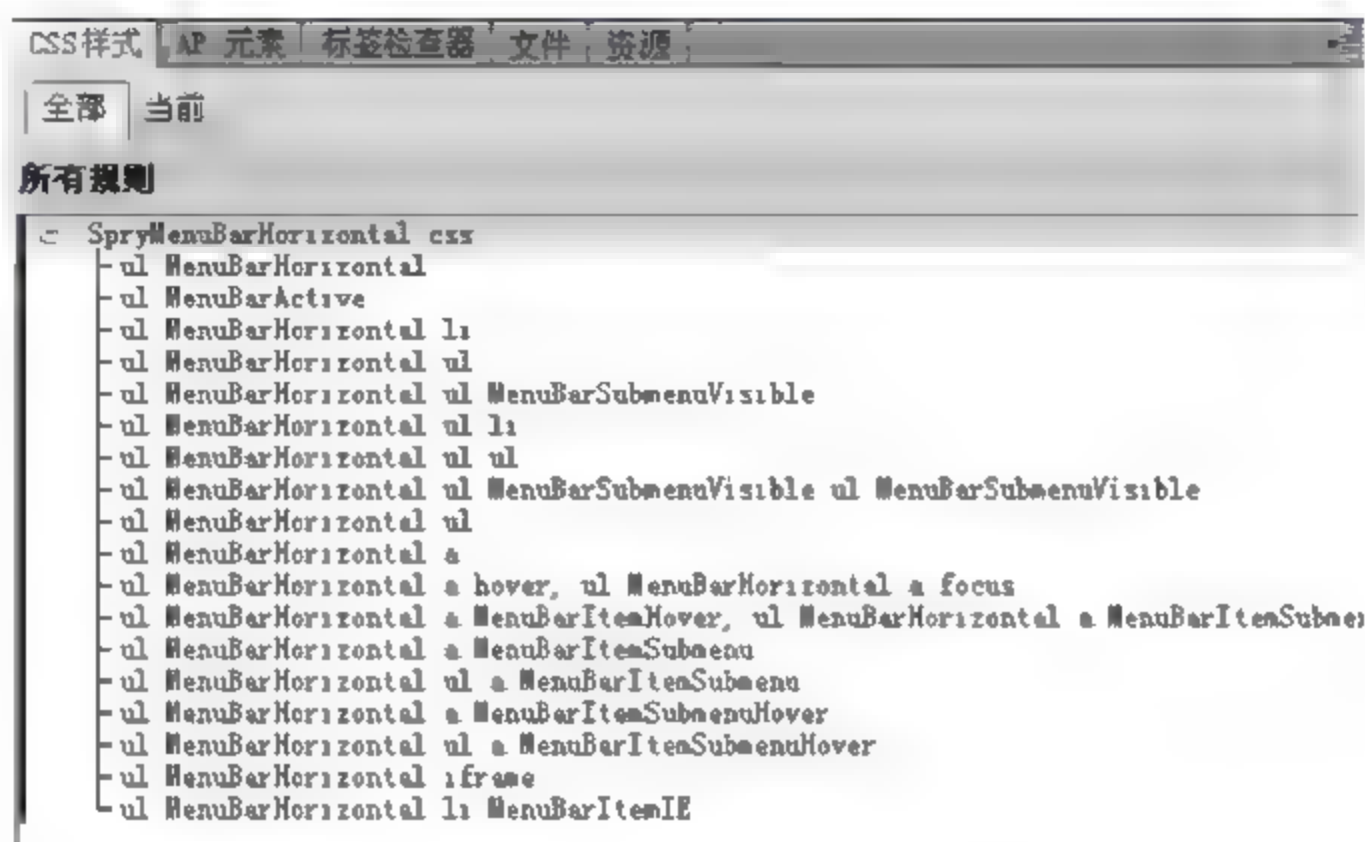 CSS样式 AP 元素 标签检查器 文件 资源
全部 当前
所有规则
SpryMenuBarHorizontal css
ul MenuBarHorizontal
ul MenuBarActive
ul MenuBarHorizontal li
ul MenuBarHorizontal ul
ul MenuBarHorizontal ul MenuBarSubmenuVisible
ul MenuBarHorizontal ul li
ul MenuBarHorizontal ul ul
ul MenuBarHorizontal ul MenuBarSubmenuVisible ul MenuBarSubmenuVisible
ul MenuBarHorizontal ul
ul MenuBarHorizontal a
ul MenuBarHorizontal a hover, ul MenuBarHorizontal a focus
ul MenuBarHorizontal a MenuBarItemHover, ul MenuBarHorizontal a MenuBarItemSubme
ul MenuBarHorizontal a MenuBarItemSubmenu
ul MenuBarHorizontal ul a MenuBarItemSubmenu
ul MenuBarHorizontal a MenuBarItemSubmenuHover
ul MenuBarHorizontal ul a MenuBarItemSubmenuHover
ul MenuBarHorizontal iframe
ul MenuBarHorizontal li MenuBarItemIE